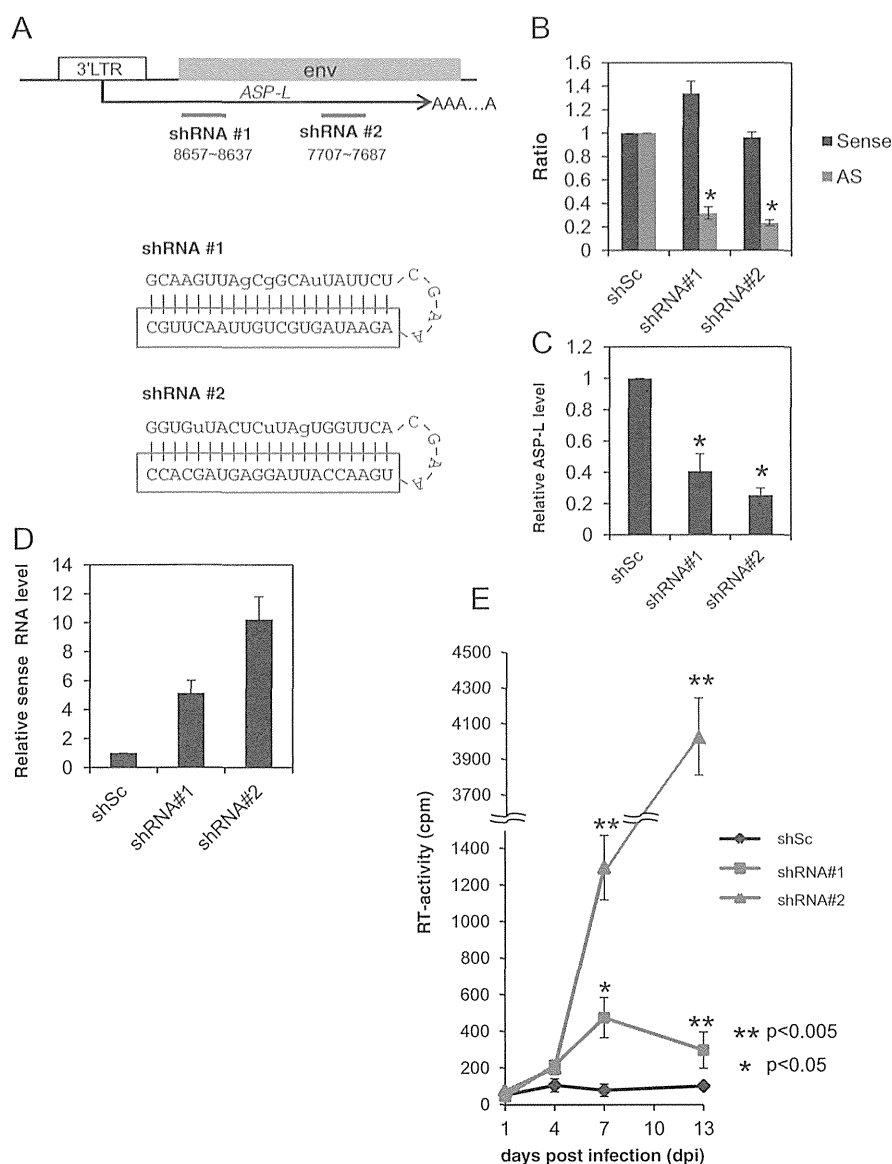 A
3'LTR
env
ASP-L
AAA...A
shRNA #1
8657~8637
shRNA #2
7707~7687
shRNA #1
GCAAGUUAgCgGCAuUAUUCU C
G
A
A
CGUUCAAUUGUCGUGAUAAGA A
shRNA #2
GGUGuUACUCuUAgUGGUUCA C
G
A
A
CCACGAUGAGGAUUACCAAGU A
B
Ratio
1.6
1.4
1.2
1
0.8
0.6
0.4
0.2
0
*
*
shSc
shRNA#1
shRNA#2
Sense
AS
C
Relative ASP-L level
1.2
1
0.8
0.6
0.4
0.2
0
*
*
shSc
shRNA#1
shRNA#2
D
Relative sense RNA level
14
12
10
8
6
4
2
0
shSc
shRNA#1
shRNA#2
E
RT-activity (cpm)
4500
4300
4100
3900
3700
1400
1200
1000
800
600
400
200
0
**
**
*
**
1 4 7 10 13
days post infection (dpi)
shSc
shRNA#1
shRNA#2
** p<0.005
* p<0.05